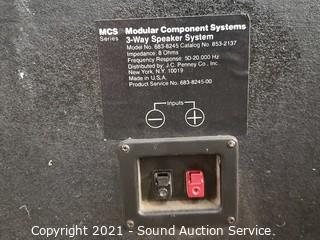 MCS Modular Component Systems
Series 3-Way Speaker System
Model No. 683-8245 Catalog No. 853-2137
Impedance: 8 Ohms
Frequency Response: 50-20,000 Hz
Distributed by: J.C. Penney Co., Inc.
New York, N.Y. 10019
Made in U.S.A.
Product Service No. 683-8245-00
Inputs
Copyright 2021 - Sound Auction Service.